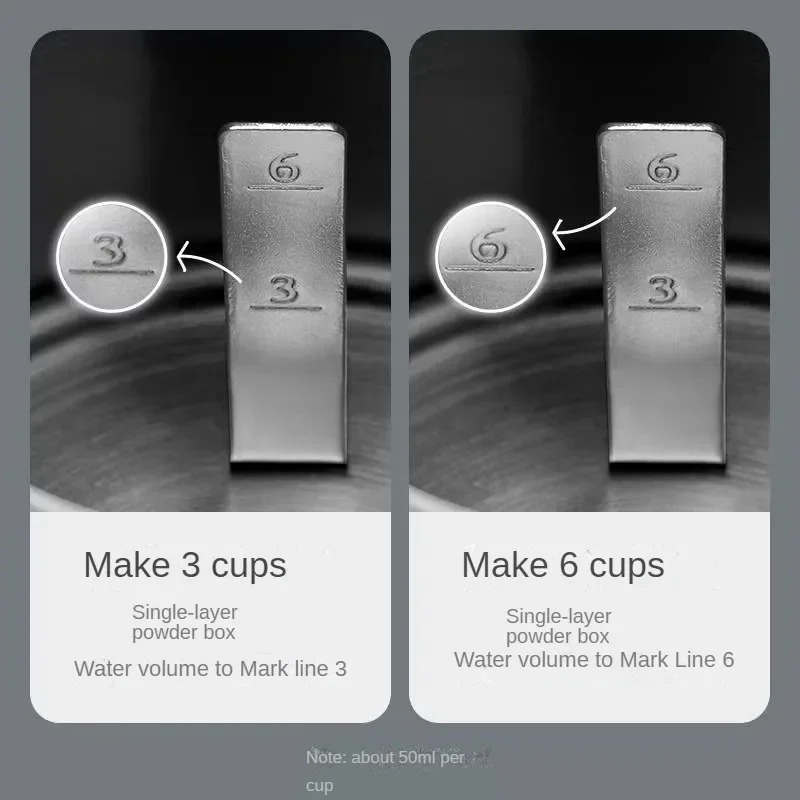 6
3
3
Make 3 cups
Single-layer
powder box
Water volume to Mark line 3
6
6
3
Make 6 cups
Single-layer
powder box
Water volume to Mark Line 6
Note: about 50ml per
cup